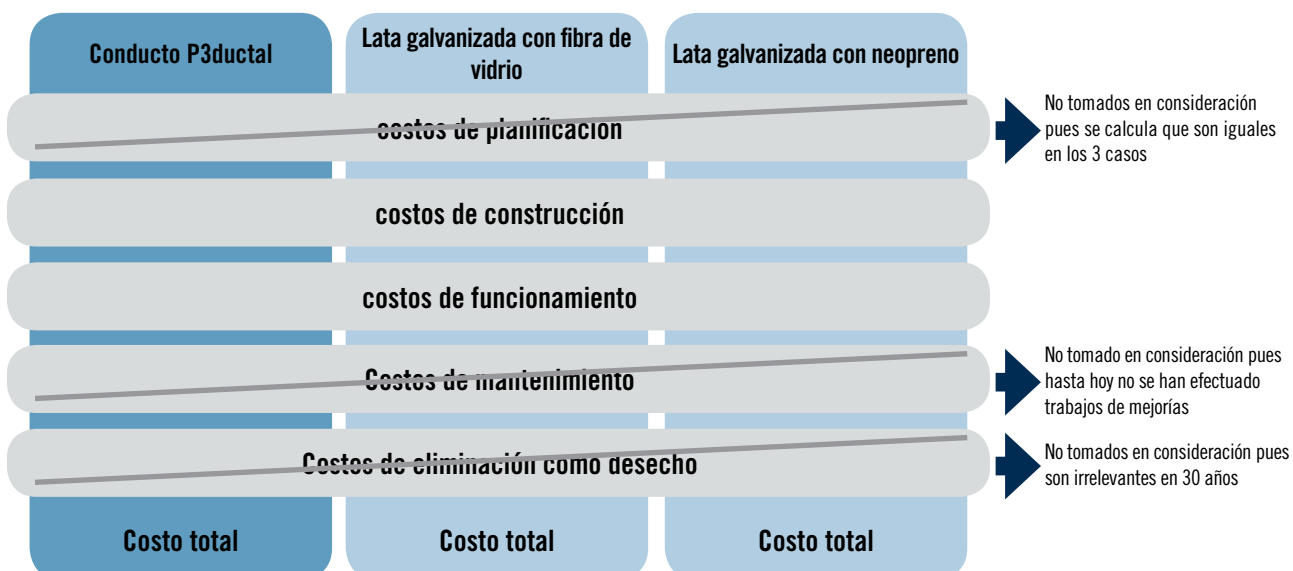 Conducto P3ductal
Lata galvanizada con fibra de
vidrio
Lata galvanizada con neopreno
costos de planificación
No tomados en consideración
pues se calcula que son iguales
en los 3 casos
costos de construcción
costos de funcionamiento
Costos de mantenimiento
No tomado en consideración pues
hasta hoy no se han efectuado
trabajos de mejorías
Costos de eliminación como desecho
No tomados en consideración pues
son irrelevantes en 30 años
Costo total
Costo total
Costo total